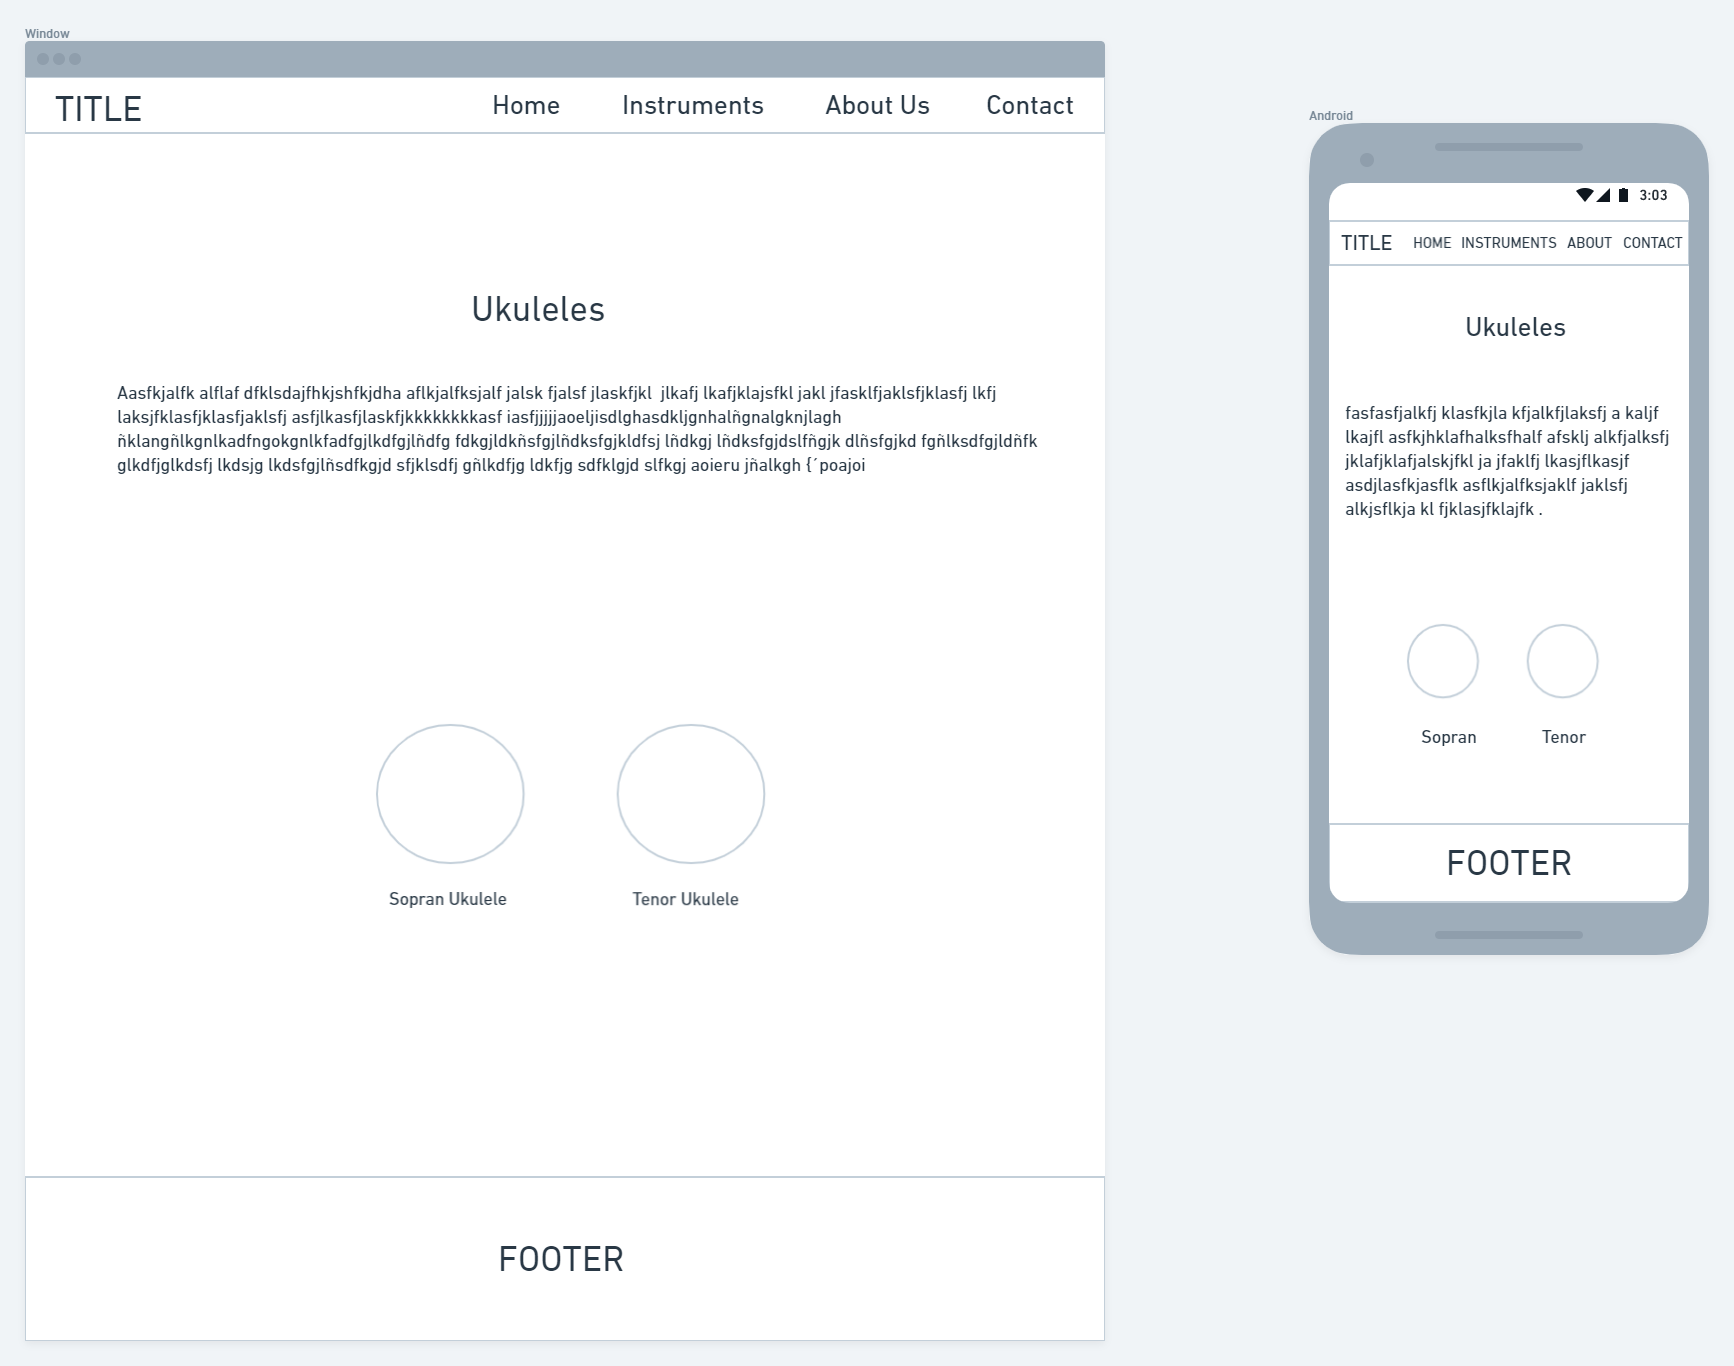 Window
TITLE
Home
Instruments
About Us
Contact
Ukuleles
Aasfkjalfk alflaf dfklsdajfhkjshfkjdha aflkjalfksjalf jalsk fjalsf jlaskfjkl  jlkafj lkafjklajsfkl jakl jfasklfjaklsfjklasfj lkfj
laksjfklasfjklasfjaklsfj asfjlkasfjlaskfjkkkkkkkkasf iasfjjjjjaoeljisdlghasdkljgnhalñgnalgknjlagh
ñklangñlkgnlkadfngokgnlkfadfgjlkdfgjlñdfg fdkgjldkñsfgjlñdksfgjkldfsj lñdkgj lñdksfgjdslfñgjk dlñsfgjkd fgñlksdfgjldñfk
glkdfjglkdsfj lkdsjg lkdsfgjlñsdfkgjd sfjklsdfj gñlkdfjg ldkfjg sdfklgjd slfkgj aoieru jñalkgh {´poajoi
Sopran Ukulele
Tenor Ukulele
FOOTER
Android
3:03
TITLE
HOME
INSTRUMENTS
ABOUT
CONTACT
Ukuleles
fasfasfjalkfj klasfkjla kfjalkfjlaksfj a kaljf
lkajfl asfkjhklafhalksfhalf afsklj alkfjalksfj
jklafjklafjalskjfkl ja jfaklfj lkasjflkasjf
asdjlasfkjasflk asflkjalfksjaklf jaklsfj
alkjsflkja kl fjklasjfklajfk .
Sopran
Tenor
FOOTER